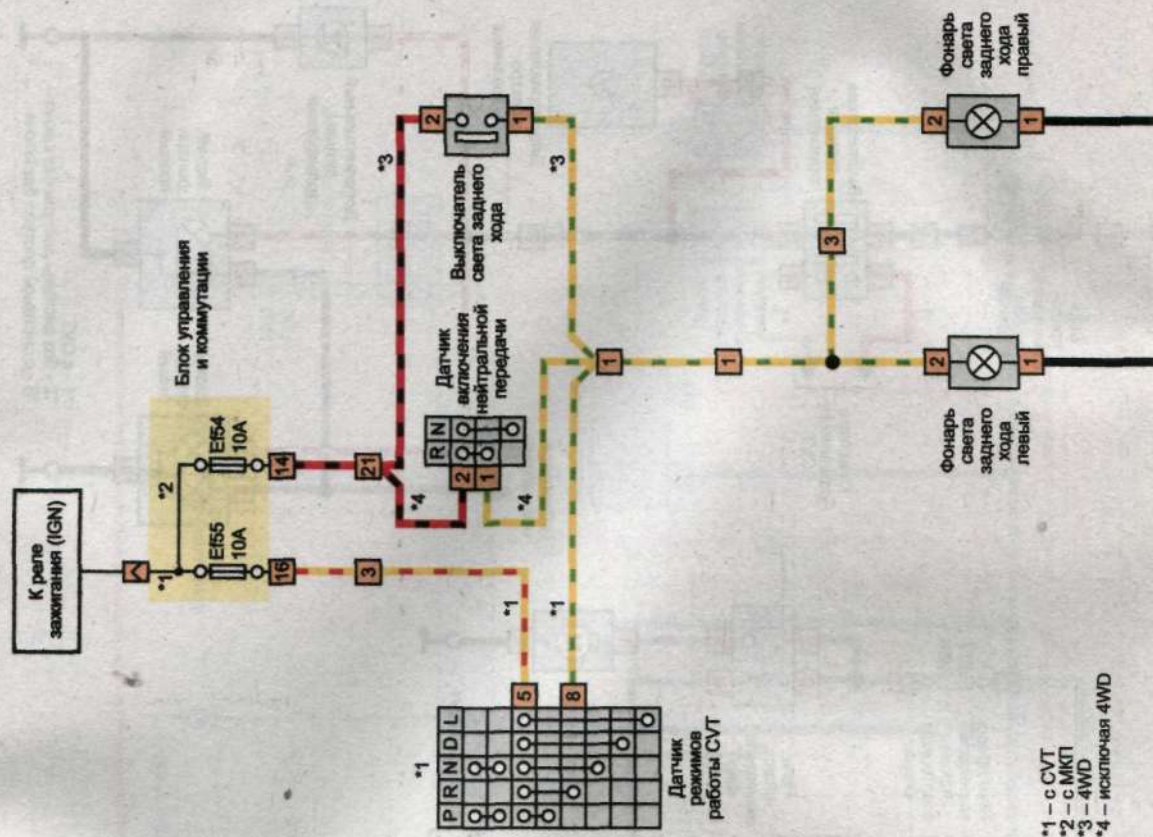 К реле
зажигания (IGN)
Блок управления
и коммутации
*1
*2
Ef55
10A
Ef54
10A
16
14
3
21
*1
*4
*3
P R N D L
*1
5
8
Датчик
режимов
работы CVT
*1
R N
2
1
Датчик
включения
нейтральной
передачи
*4
2
1
Выключатель
света заднего
хода
*3
1
1
3
2
1
Фонарь
света
заднего
хода
левый
2
1
Фонарь
света
заднего
хода
правый
*1 – с CVT
*2 – с МКП
*3 – 4WD
*4 – исключая 4WD